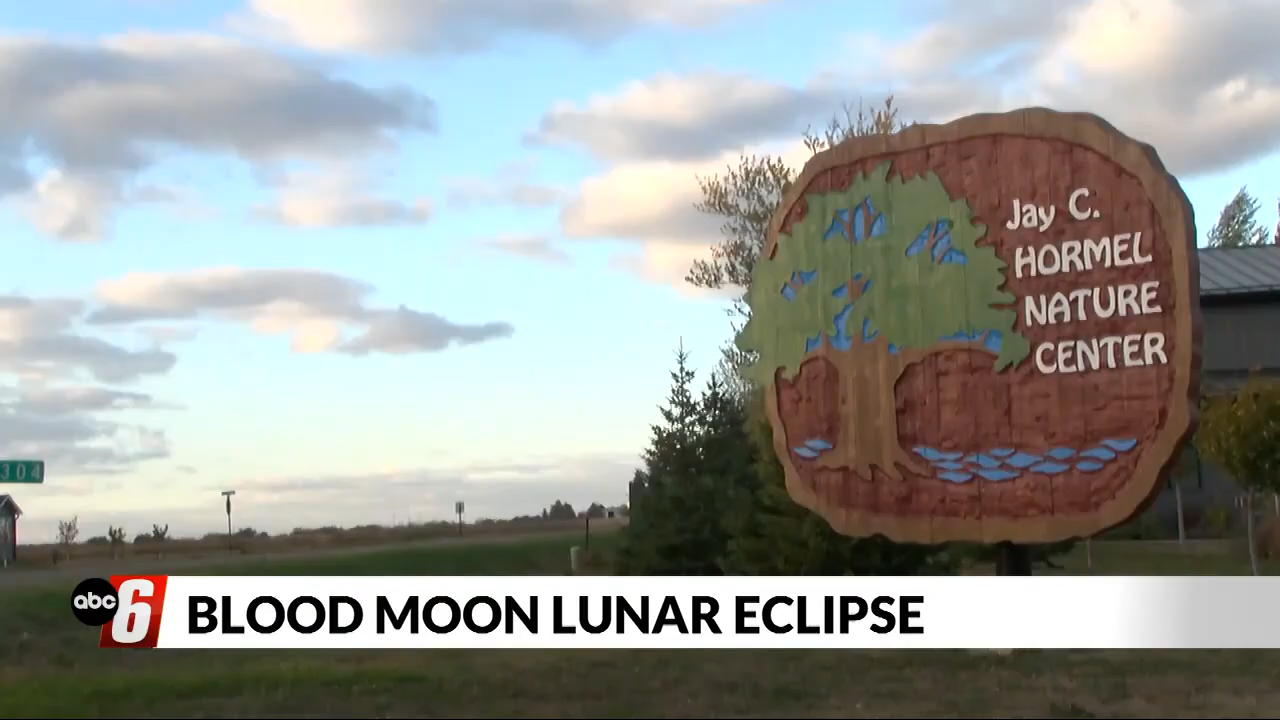 Jay C.
HORMEL
NATURE
CENTER
304
abc 6
BLOOD MOON LUNAR ECLIPSE